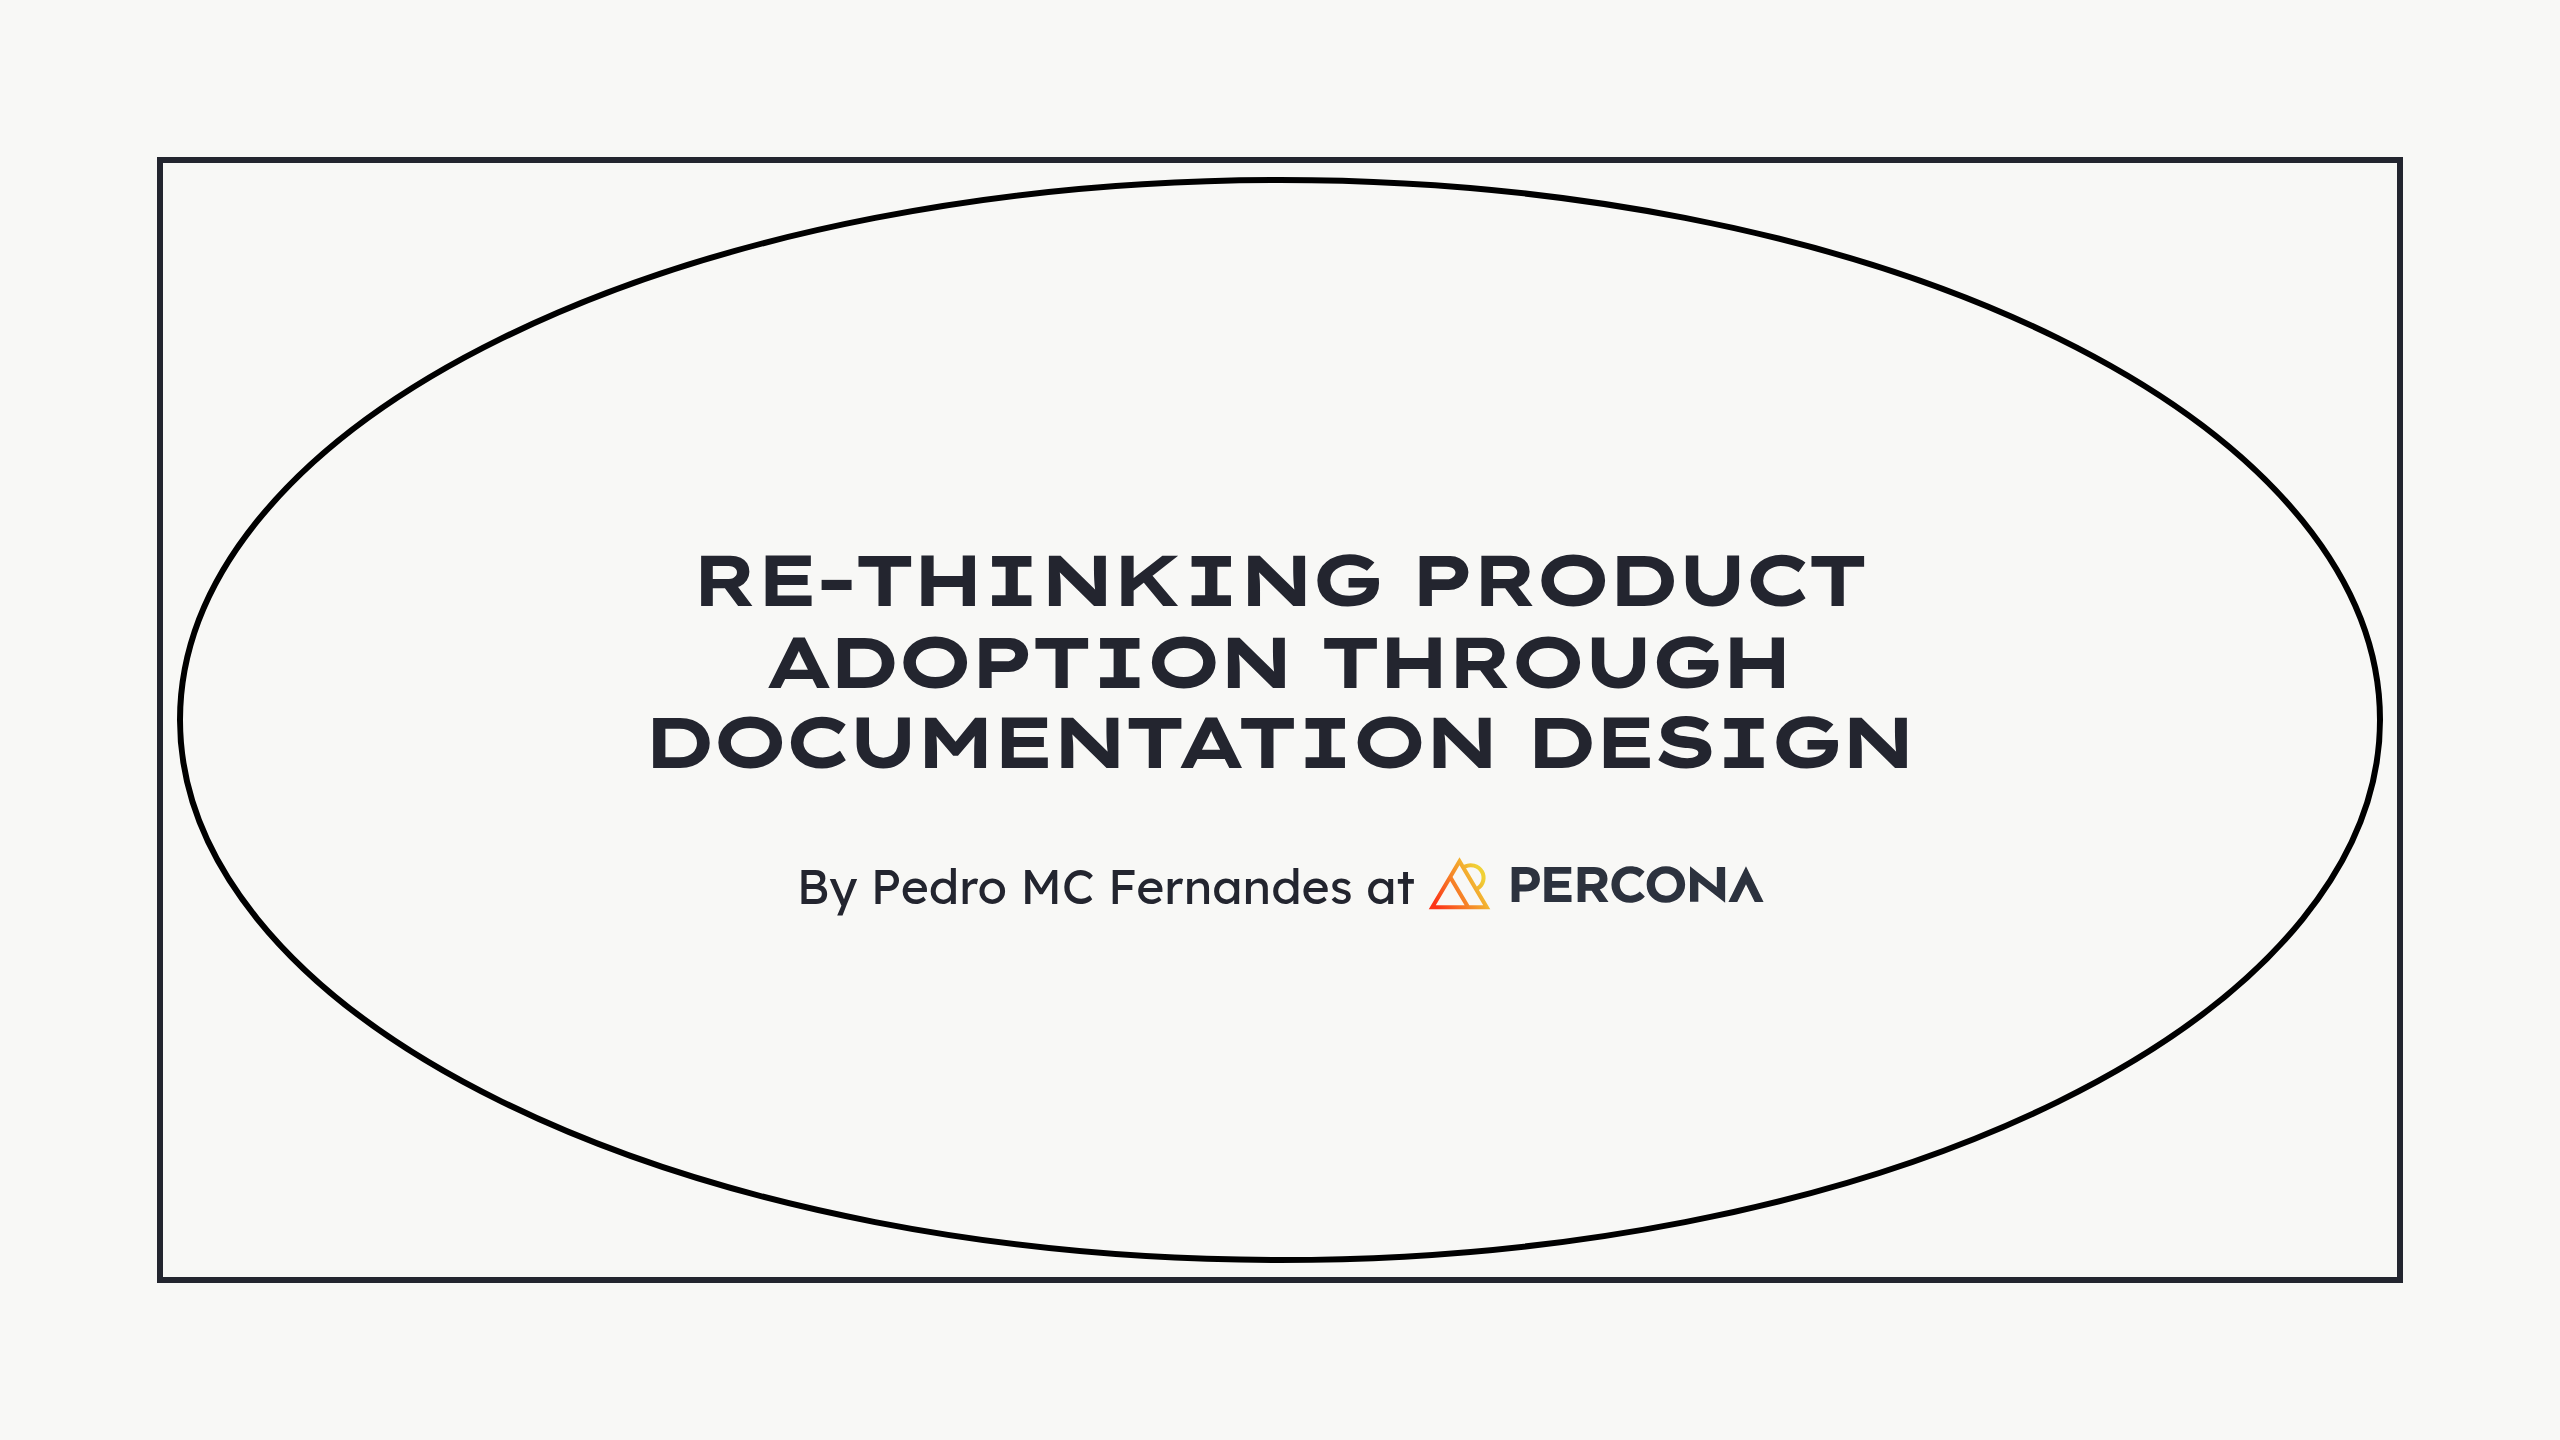 RE-THINKING PRODUCT
ADOPTION THROUGH
DOCUMENTATION DESIGN
By Pedro MC Fernandes at PERCONA